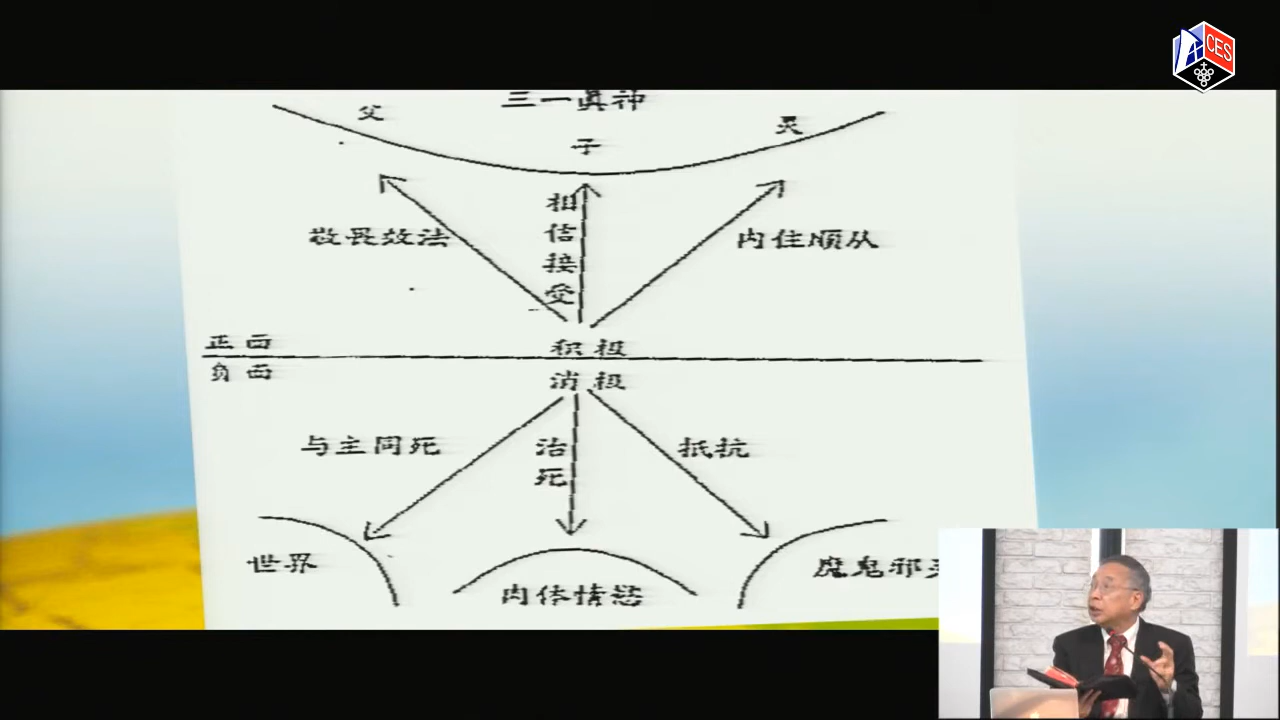 ACES
三一真神
父
灵
子
相信接受
敬畏效法
内住顺从
正面
积极
负面
消极
与主同死
治死
抵抗
世界
肉体情慾
魔鬼邪灵